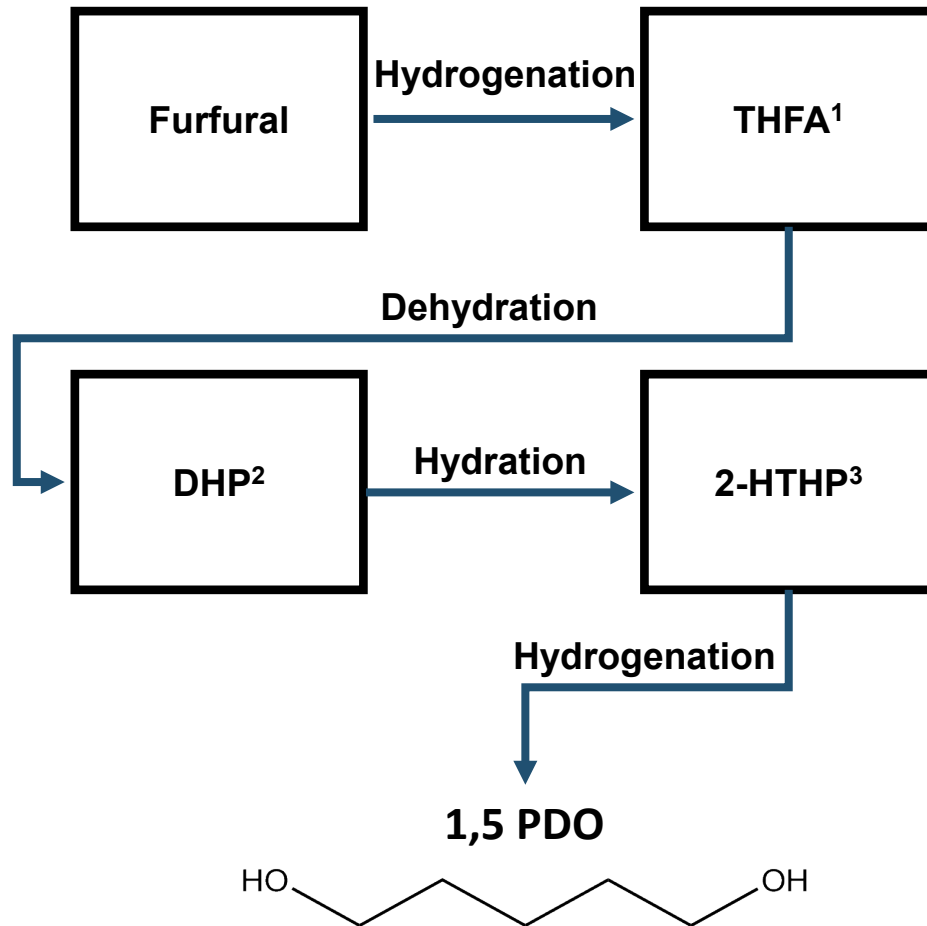 Hydrogenation
Furfural
THFA¹
Dehydration
DHP²
Hydration
2-HTHP³
Hydrogenation
1,5 PDO
HO
OH